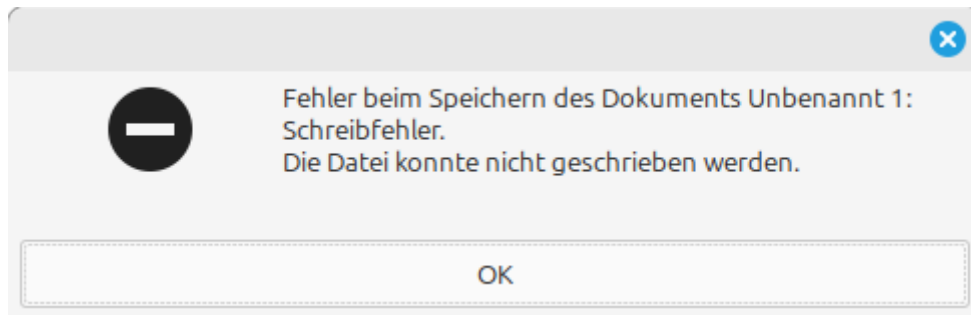 Fehler beim Speichern des Dokuments Unbenannt 1:
Schreibfehler.
Die Datei konnte nicht geschrieben werden.
OK